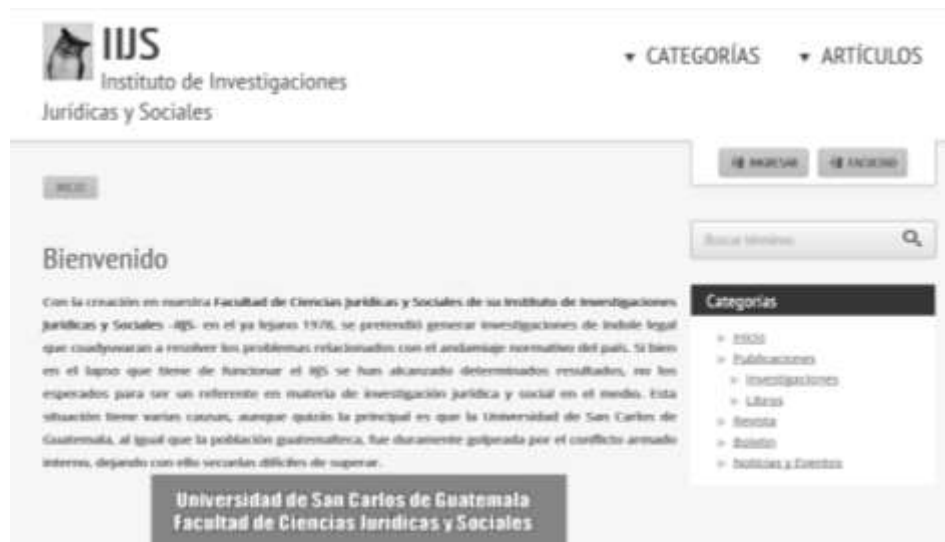 IIJS
Instituto de Investigaciones
Jurídicas y Sociales
▾ CATEGORÍAS ▾ ARTÍCULOS
INGRESAR
INICIO
Buscar términos
Bienvenido
Con la creación en nuestra Facultad de Ciencias Jurídicas y Sociales de su Instituto de Investigaciones
Jurídicas y Sociales -IIJS- en el ya lejano 1978, se pretendió generar investigaciones de índole legal
que coadyuvaran a resolver los problemas relacionados con el andamiaje normativo del país. Si bien
en el lapso que tiene de funcionar el IIJS se han alcanzado determinados resultados, no los
esperados para ser un referente en materia de investigación jurídica y social en el medio. Esta
situación tiene varias causas, aunque quizás la principal es que la Universidad de San Carlos de
Guatemala, al igual que la población guatemalteca, fue duramente golpeada por el conflicto armado
interno, dejando con ello secuelas difíciles de superar.
Universidad de San Carlos de Guatemala
Facultad de Ciencias Jurídicas y Sociales
Categorías
» Inicio
» Publicaciones
» Investigaciones
» Libros
» Revista
» Boletín
» Noticias y Eventos